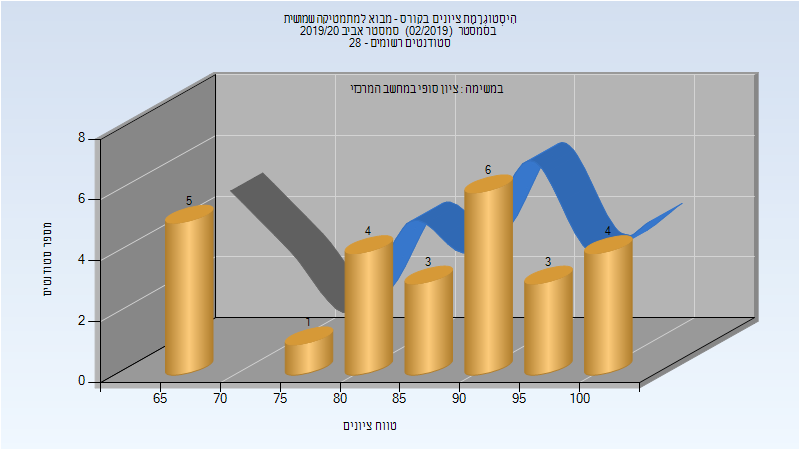 היסטוגרמת ציונים בקורס - מבוא למתמטיקה שמושית
בסמסטר (02/2019) סמסטר אביב 2019/20
סטודנטים רשומים - 28
במשימה : ציון סופי במחשב המרכזי
8
6
4
2
0
מספר סטודנטים
5
1
4
3
6
3
4
65 70 75 80 85 90 95 100
טווח ציונים